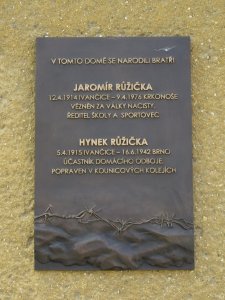 V TOMTO DOMĚ SE NARODILI BRATŘI
JAROMÍR RŮŽIČKA
12.4.1914 IVANČICE – 9.4.1976 KRKONOŠE
VĚZNĚN ZA VÁLKY NACISTY.
ŘEDITEL ŠKOLY A SPORTOVEC
HYNEK RŮŽIČKA
5.4.1915 IVANČICE – 16.6.1942 BRNO
ÚČASTNÍK DOMÁCÍHO ODBOJE.
POPRAVEN V KOUNICOVÝCH KOLEJÍCH